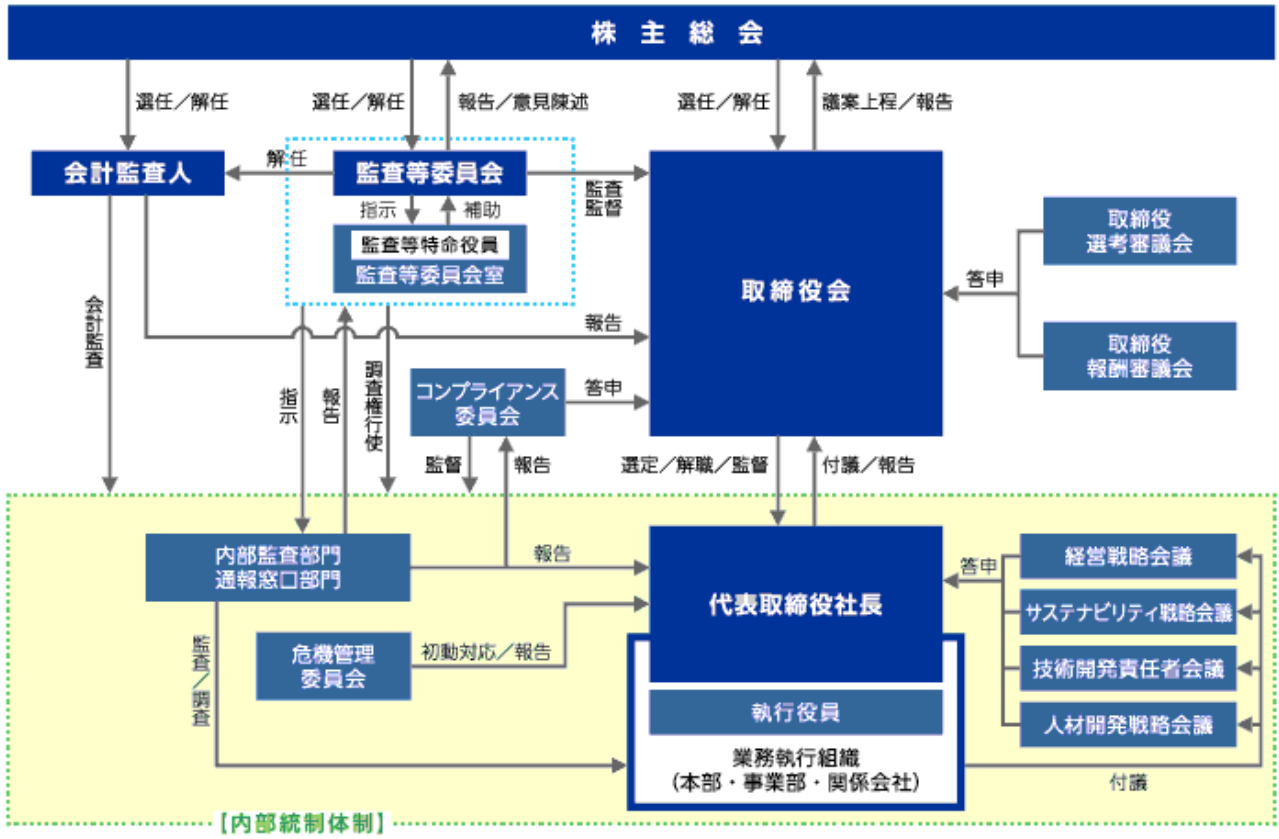 株主総会
選任／解任
選任／解任
報告／意見陳述
選任／解任
議案上程／報告
会計監査人
解任
監査等委員会
監査
監督
指示
補助
監査等特命役員
監査等委員会室
取締役会
取締役
選考審議会
答申
取締役
報酬審議会
会計監査
報告
指示
報告
調査権行使
コンプライアンス
委員会
答申
監督
報告
選定／解職／監督
付議／報告
内部監査部門
通報窓口部門
報告
代表取締役社長
答申
経営戦略会議
サステナビリティ戦略会議
技術開発責任者会議
人材開発戦略会議
監査／調査
危機管理
委員会
初動対応／報告
執行役員
業務執行組織
（本部・事業部・関係会社）
付議
【内部統制体制】